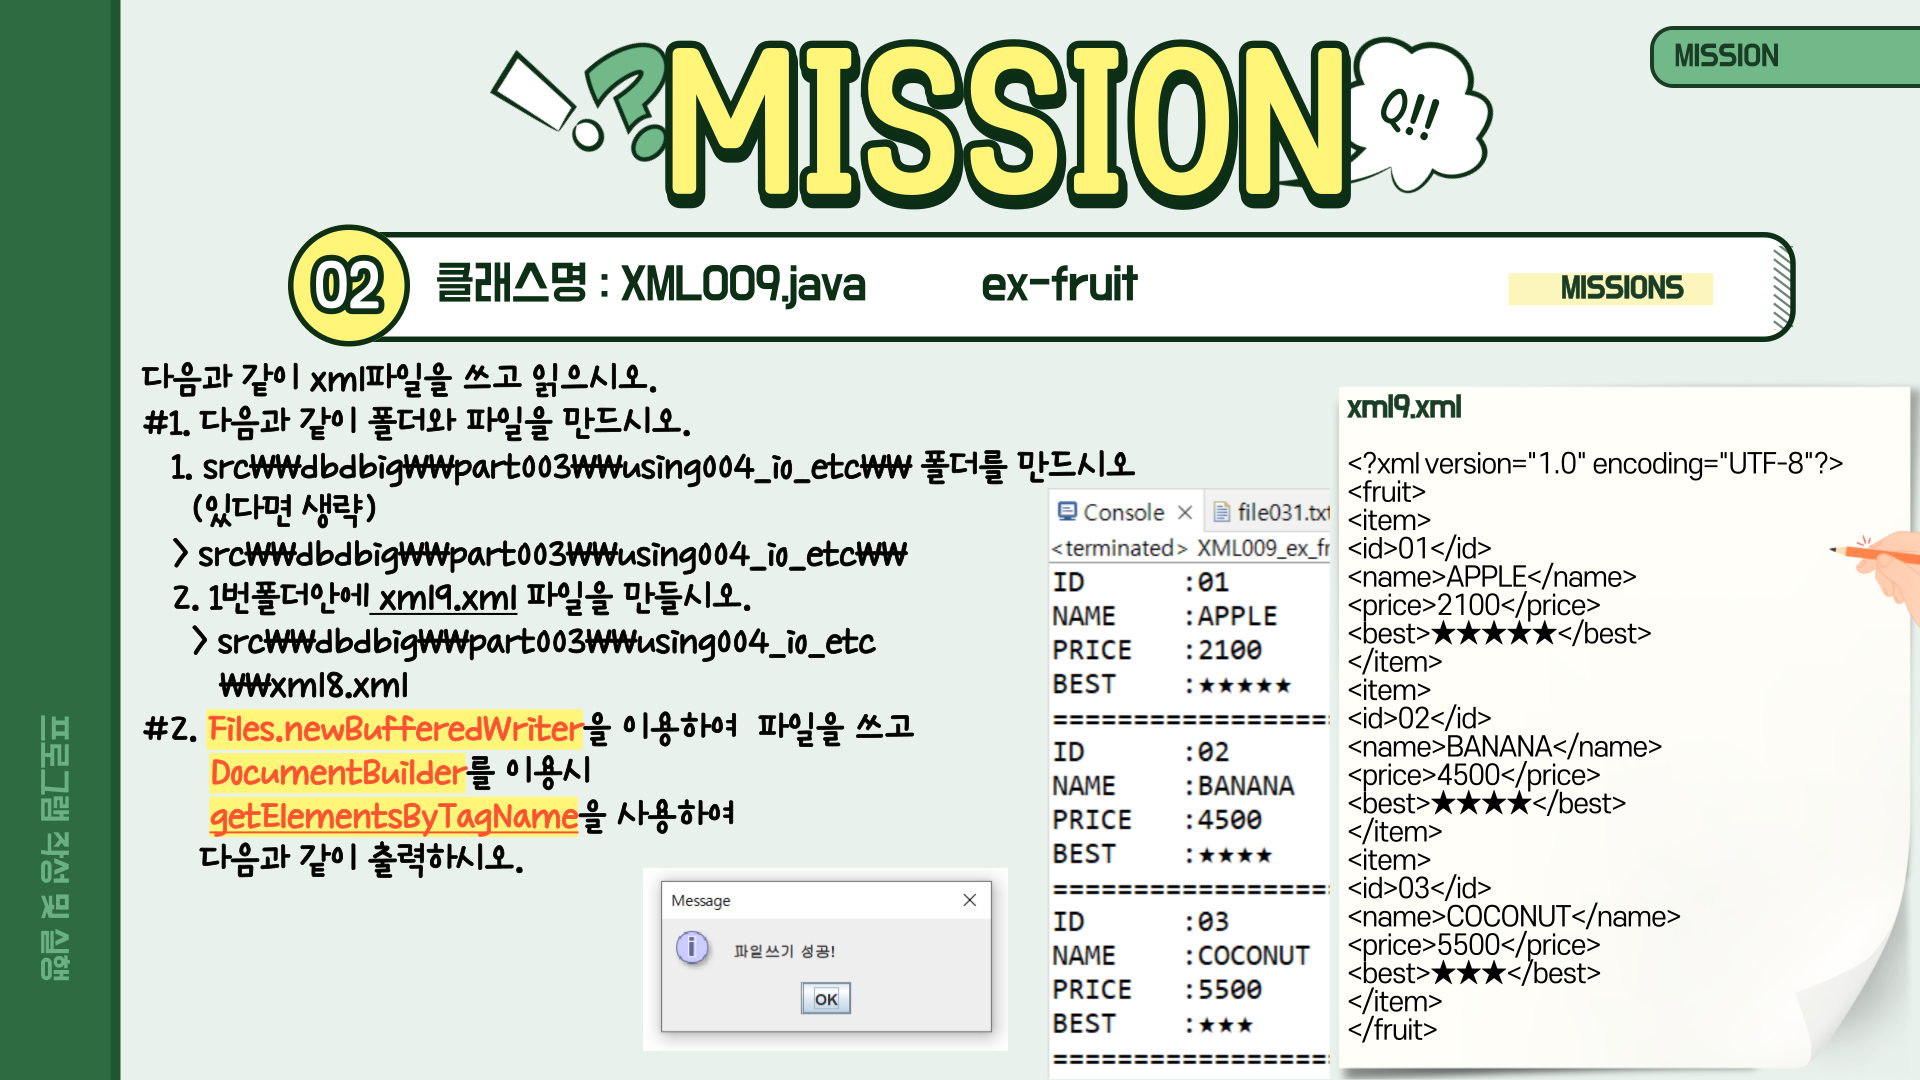 MISSION
MISSION
Q!!
02
클래스명 : XML009.java ex-fruit
MISSIONS
다음과 같이 xml파일을 쓰고 읽으시오.
#1. 다음과 같이 폴더와 파일을 만드시오.
1. src₩₩dbdbig₩₩part003₩₩using004_io_etc₩₩ 폴더를 만드시오
(있다면 생략)
> src₩₩dbdbig₩₩part003₩₩using004_io_etc₩₩
2. 1번폴더안에 xml9.xml 파일을 만들시오.
> src₩₩dbdbig₩₩part003₩₩using004_io_etc
₩₩xml8.xml
#2. Files.newBufferedWriter을 이용하여 파일을 쓰고
DocumentBuilder를 이용시
getElementsByTagName을 사용하여
다음과 같이 출력하시오.
Message
파일쓰기 성공!
OK
Console file031.txt
<terminated> XML009_ex_fr
ID :01
NAME :APPLE
PRICE :2100
BEST :★★★★★
==================
ID :02
NAME :BANANA
PRICE :4500
BEST :★★★★
==================
ID :03
NAME :COCONUT
PRICE :5500
BEST :★★★
==================
xml9.xml
<?xml version="1.0" encoding="UTF-8"?>
<fruit>
<item>
<id>01</id>
<name>APPLE</name>
<price>2100</price>
<best>★★★★★</best>
</item>
<item>
<id>02</id>
<name>BANANA</name>
<price>4500</price>
<best>★★★★</best>
</item>
<item>
<id>03</id>
<name>COCONUT</name>
<price>5500</price>
<best>★★★</best>
</item>
</fruit>
프로그램 작성 및 실행